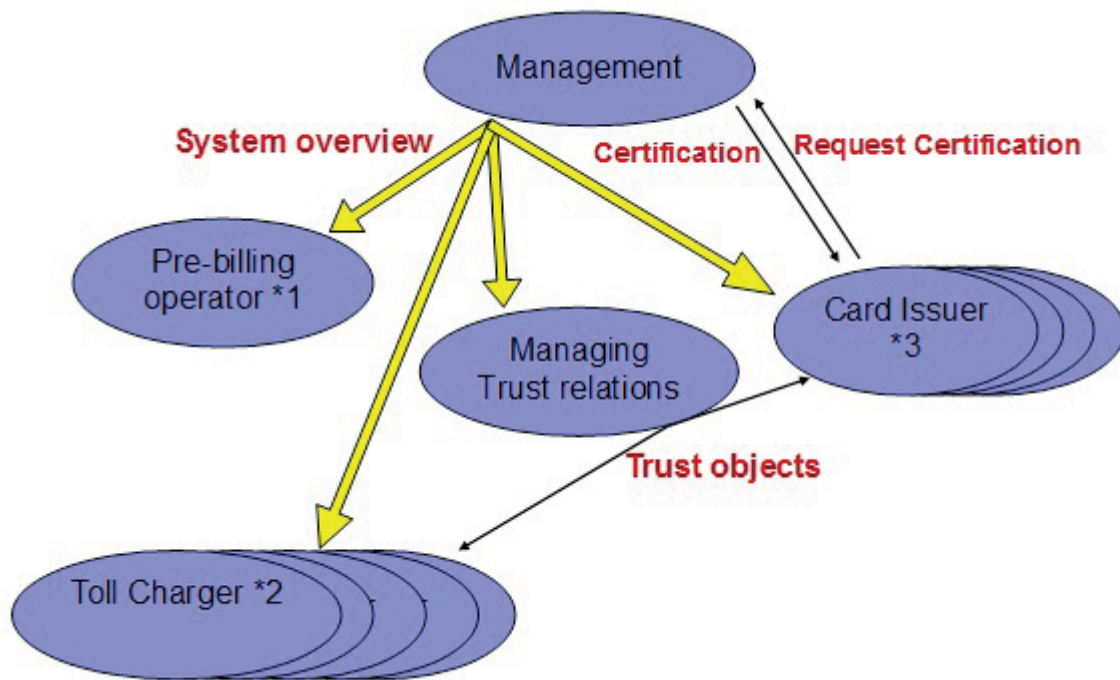 Management
System overview
Certification
Request Certification
Pre-billing
operator *1
Card Issuer
*3
Managing
Trust relations
Trust objects
Toll Charger *2